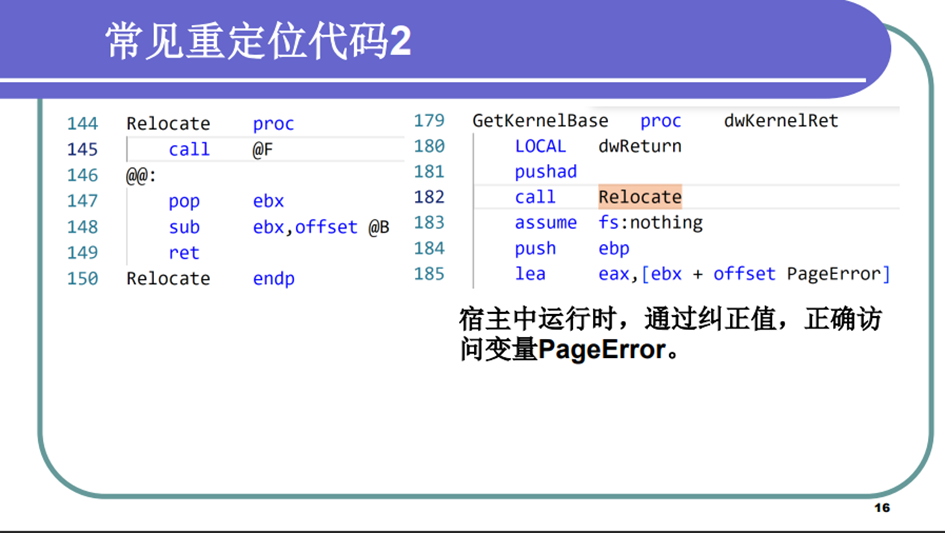 常见重定位代码2
144 Relocate proc
145 call @F
146 @@:
147 pop ebx
148 sub ebx,offset @B
149 ret
150 Relocate endp
179 GetKernelBase proc dwKernelRet
180 LOCAL dwReturn
181 pushad
182 call Relocate
183 assume fs:nothing
184 push ebp
185 lea eax,[ebx + offset PageError]
宿主中运行时，通过纠正值，正确访
问变量PageError。
16